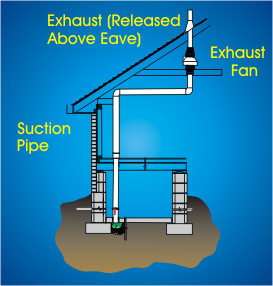 Exhaust (Released
Above Eave)
Exhaust
Fan
Suction
Pipe